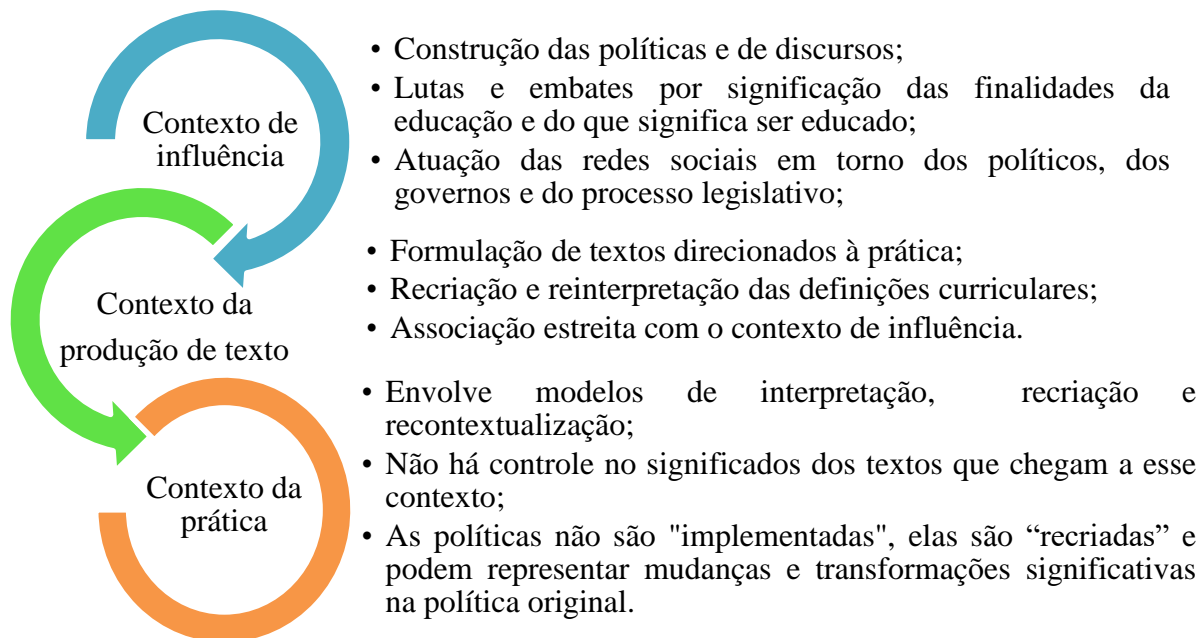 Contexto de
influência
• Construção das políticas e de discursos;
• Lutas e embates por significação das finalidades da
educação e do que significa ser educado;
• Atuação das redes sociais em torno dos políticos, dos
governos e do processo legislativo;
Contexto da
produção de texto
• Formulação de textos direcionados à prática;
• Recriação e reinterpretação das definições curriculares;
• Associação estreita com o contexto de influência.
Contexto da
prática
• Envolve modelos de interpretação, recriação e
recontextualização;
• Não há controle no significados dos textos que chegam a esse
contexto;
• As políticas não são "implementadas", elas são “recriadas” e
podem representar mudanças e transformações significativas
na política original.